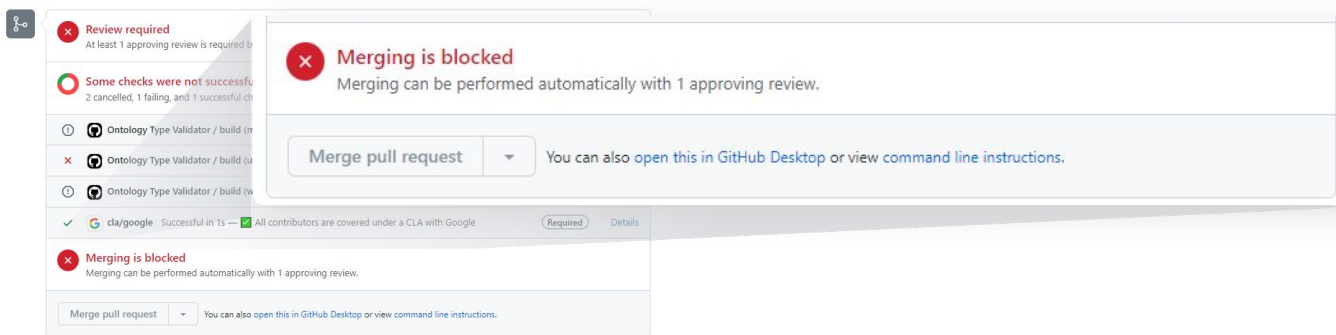 Review required
At least 1 approving review is required b
Some checks were not successfu
2 cancelled, 1 failing, and 1 successful ch
Ontology Type Validator / build (m
Ontology Type Validator / build (u
Ontology Type Validator / build (w
cla/google Successful in 1s — ✅ All contributors are covered under a CLA with Google Required Details
Merging is blocked
Merging can be performed automatically with 1 approving review.
Merge pull request You can also open this in GitHub Desktop or view command line instructions.
Merging is blocked
Merging can be performed automatically with 1 approving review.
Merge pull request You can also open this in GitHub Desktop or view command line instructions.